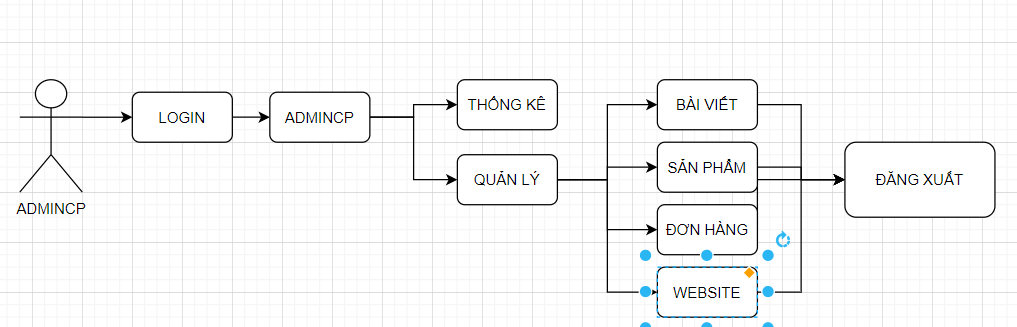 LOGIN
ADMINCP
THỐNG KÊ
QUẢN LÝ
BÀI VIẾT
SẢN PHẨM
ĐƠN HÀNG
WEBSITE
ĐĂNG XUẤT
ADMINCP